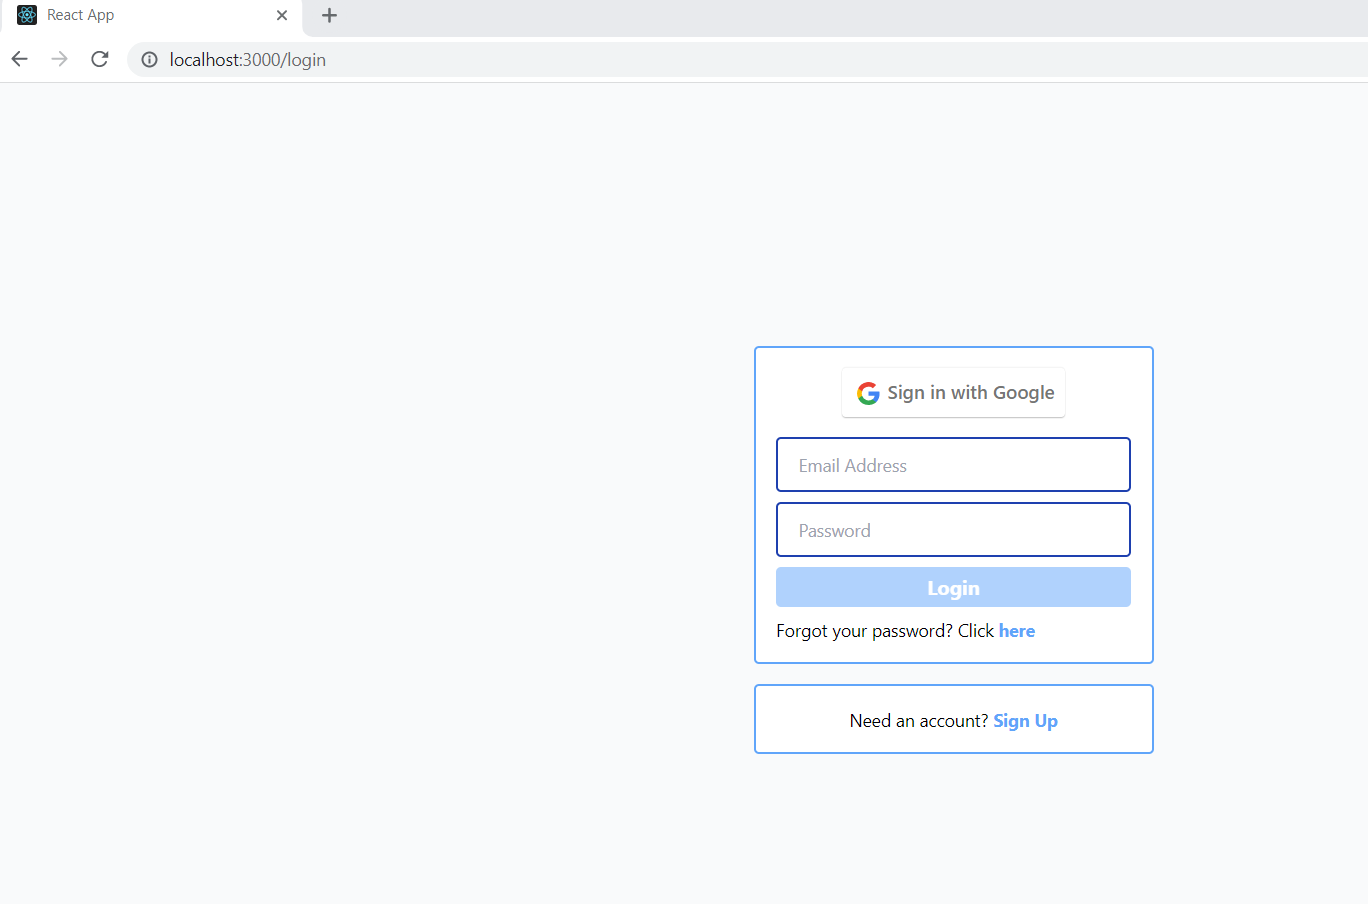 React App
localhost:3000/login
Sign in with Google
Email Address
Password
Login
Forgot your password? Click here
Need an account? Sign Up